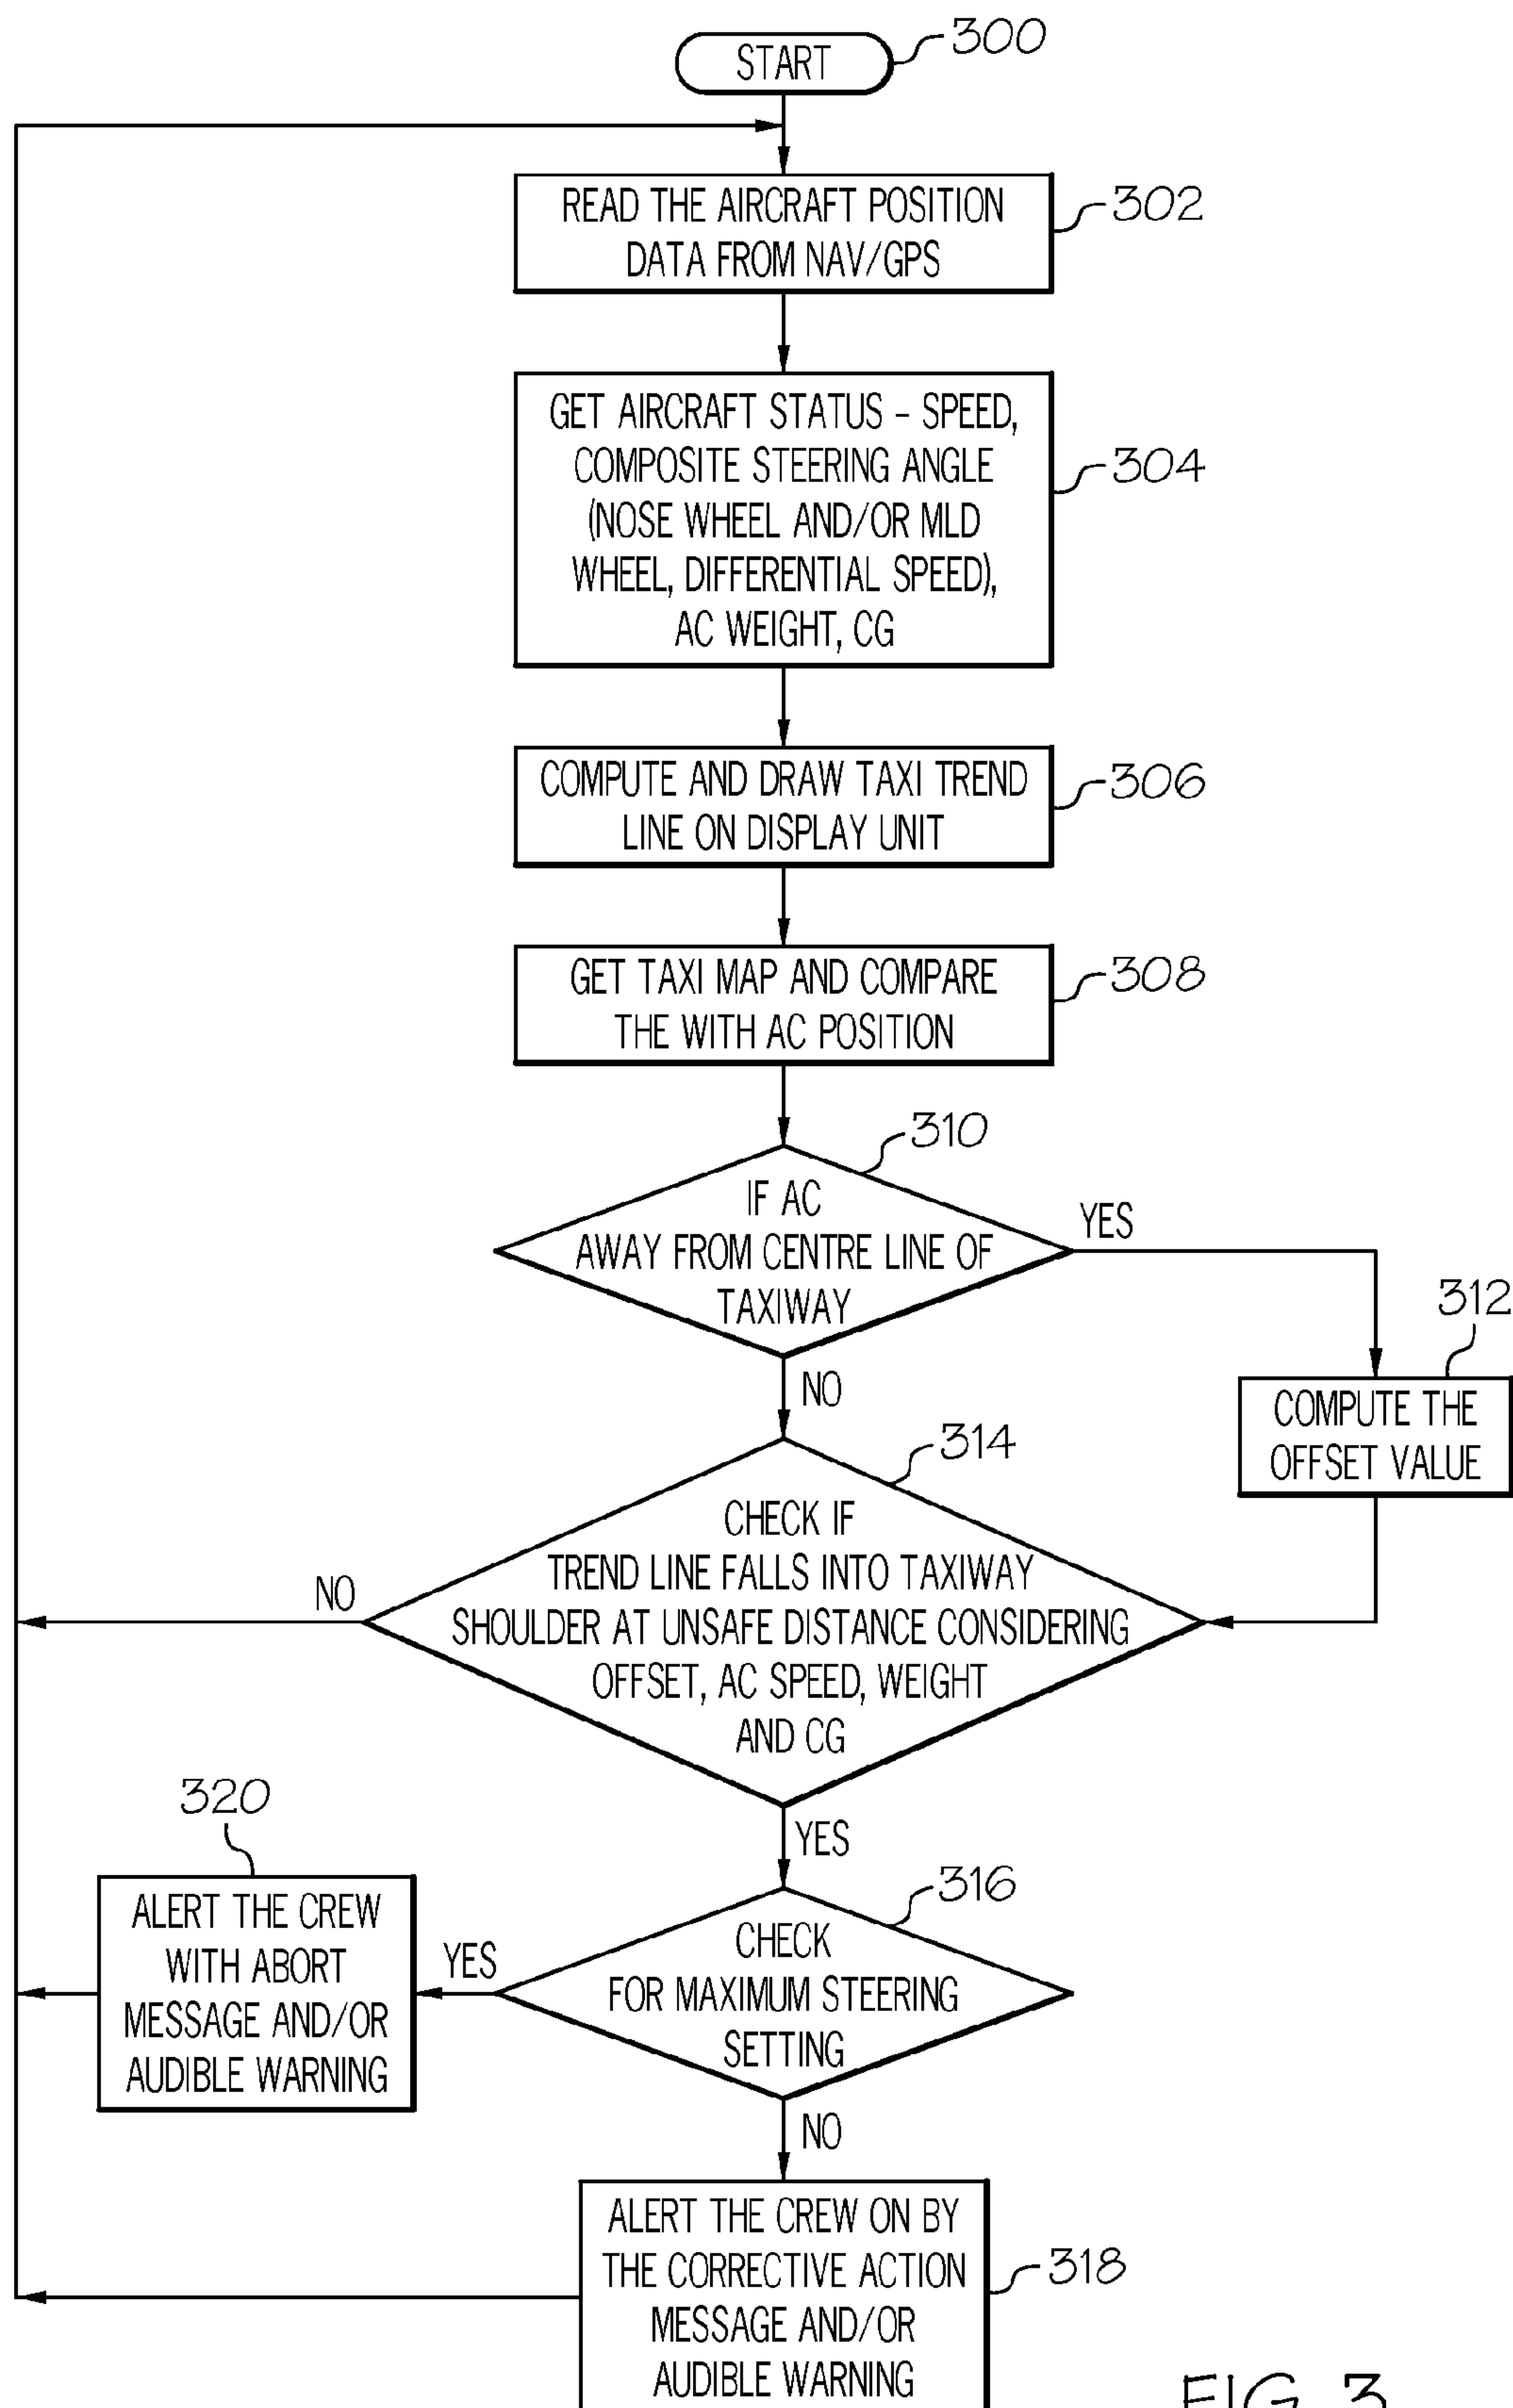 START
300
READ THE AIRCRAFT POSITION
DATA FROM NAV/GPS
302
GET AIRCRAFT STATUS – SPEED,
COMPOSITE STEERING ANGLE
(NOSE WHEEL AND/OR MLD
WHEEL, DIFFERENTIAL SPEED),
AC WEIGHT, CG
304
COMPUTE AND DRAW TAXI TREND
LINE ON DISPLAY UNIT
306
GET TAXI MAP AND COMPARE
THE WITH AC POSITION
308
310
IF AC
AWAY FROM CENTRE LINE OF
TAXIWAY
YES
NO
312
COMPUTE THE
OFFSET VALUE
314
CHECK IF
TREND LINE FALLS INTO TAXIWAY
SHOULDER AT UNSAFE DISTANCE CONSIDERING
OFFSET, AC SPEED, WEIGHT
AND CG
NO
YES
320
ALERT THE CREW
WITH ABORT
MESSAGE AND/OR
AUDIBLE WARNING
YES
316
CHECK
FOR MAXIMUM STEERING
SETTING
NO
ALERT THE CREW ON BY
THE CORRECTIVE ACTION
MESSAGE AND/OR
AUDIBLE WARNING
318
FIG. 3